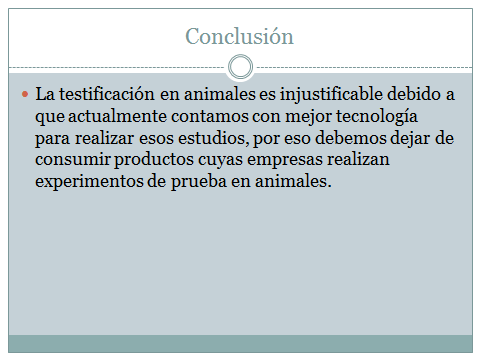 Conclusión
• La testificación en animales es injustificable debido a
que actualmente contamos con mejor tecnología
para realizar esos estudios, por eso debemos dejar de
consumir productos cuyas empresas realizan
experimentos de prueba en animales.